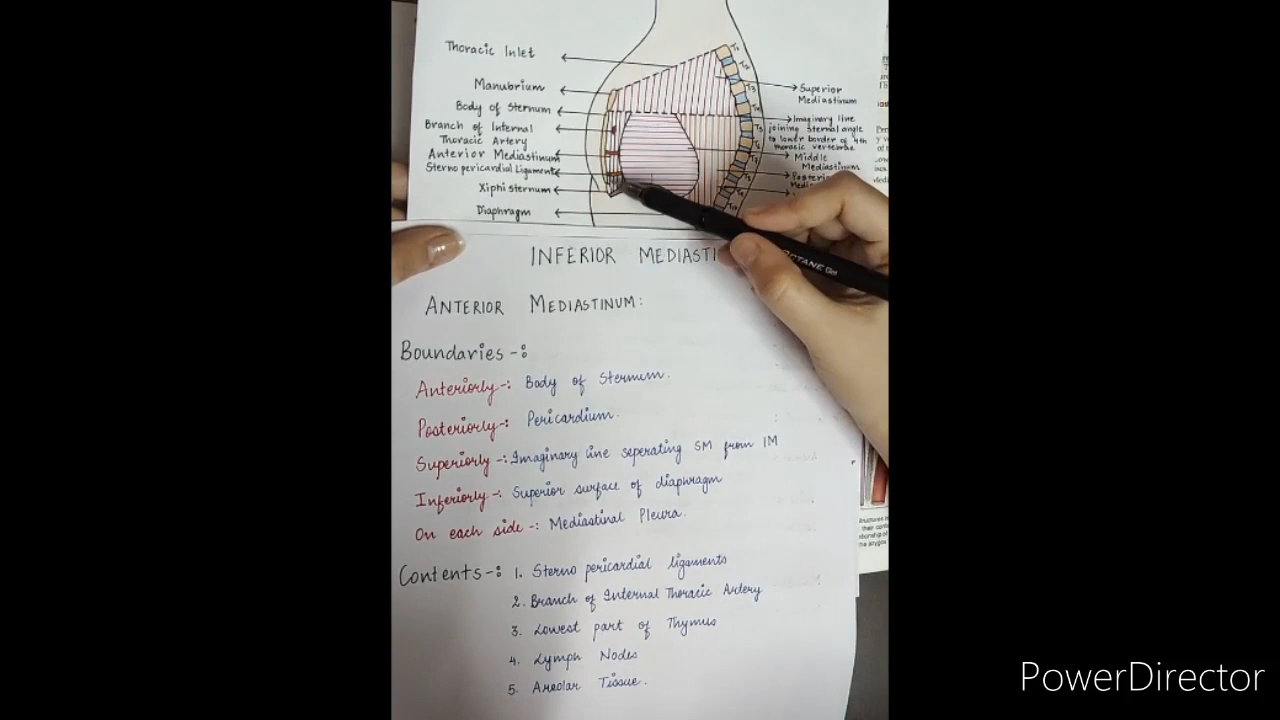 Thoracic Inlet
Manubrium
Body of Sternum
Branch of Internal
Thoracic Artery
Anterior Mediastinum
Sterno pericardial Ligament
Xiphisternum
Diaphragm
T1
T3
Superior
Mediastinum
Imaginary line
joining sternal angle
to lower border of 4th
thoracic vertebrae
Middle
Mediastinum
INFERIOR MEDIASTI
ANTERIOR MEDIASTINUM:
Boundaries -:
Anteriorly -: Body of Sternum.
Posteriorly -: Pericardium.
Superiorly -: Imaginary line seperating SM from IM
Inferiorly -: Superior surface of diaphragm
On each side -: Mediastinal Pleura.
Contents -: 1. Sterno pericardial ligaments
2. Branch of Internal Thoracic Artery
3. Lowest part of Thymus
4. Lymph Nodes
5. Areolar Tissue.
PowerDirector